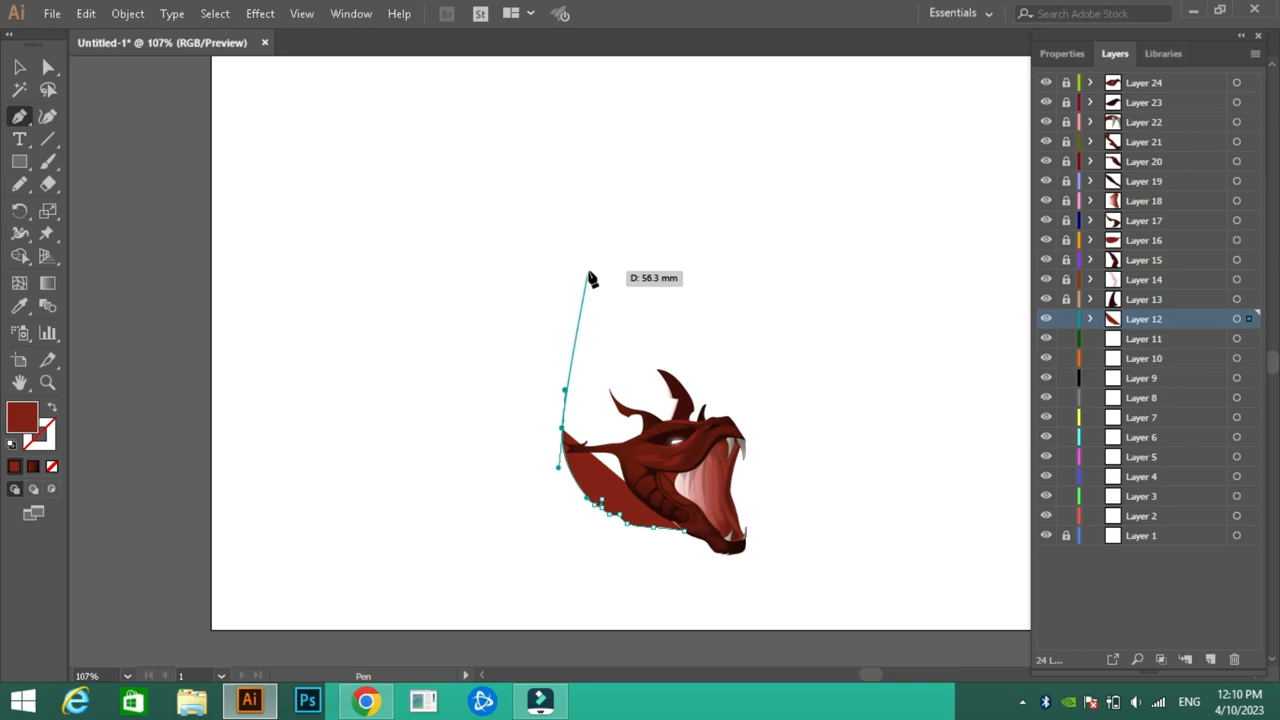 Ai File Edit Object Type Select Effect View Window Help Br St Essentials Search Adobe Stock
Untitled-1* @ 107% (RGB/Preview)
Properties Layers Libraries
Layer 24
Layer 23
Layer 22
Layer 21
Layer 20
Layer 19
Layer 18
Layer 17
Layer 16
Layer 15
Layer 14
Layer 13
Layer 12
Layer 11
Layer 10
Layer 9
Layer 8
Layer 7
Layer 6
Layer 5
Layer 4
Layer 3
Layer 2
Layer 1
D: 56.3 mm
24 L...
107% 1 Pen
Ai Ps ENG
12:10 PM
4/10/2023